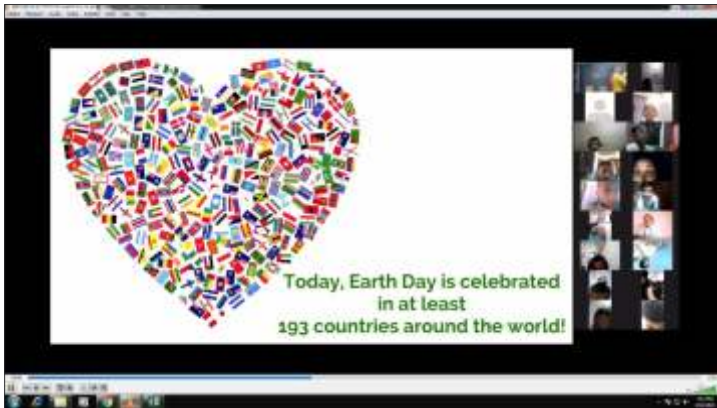 Today, Earth Day is celebrated
in at least
193 countries around the world!